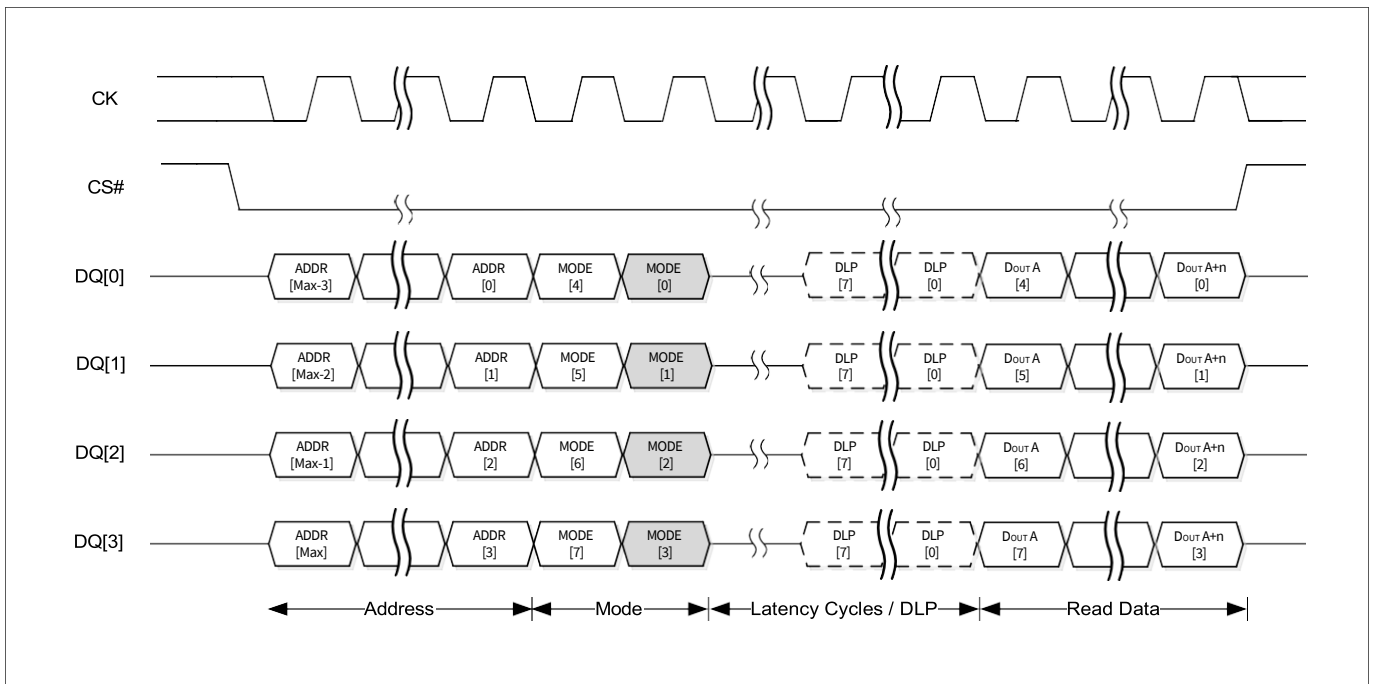 CK
CS#
DQ[0]
ADDR
[Max-3]
ADDR
[0]
MODE
[4]
MODE
[0]
DLP
[7]
DLP
[0]
DOUT A
[4]
DOUT A+n
[0]
DQ[1]
ADDR
[Max-2]
ADDR
[1]
MODE
[5]
MODE
[1]
DLP
[7]
DLP
[0]
DOUT A
[5]
DOUT A+n
[1]
DQ[2]
ADDR
[Max-1]
ADDR
[2]
MODE
[6]
MODE
[2]
DLP
[7]
DLP
[0]
DOUT A
[6]
DOUT A+n
[2]
DQ[3]
ADDR
[Max]
ADDR
[3]
MODE
[7]
MODE
[3]
DLP
[7]
DLP
[0]
DOUT A
[7]
DOUT A+n
[3]
Address
Mode
Latency Cycles / DLP
Read Data